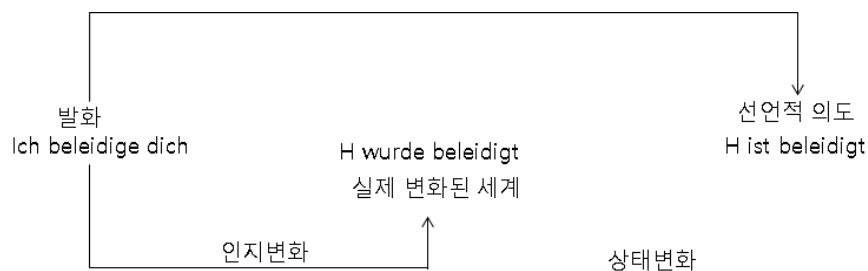 발화
Ich beleidige dich
H wurde beleidigt
실제 변화된 세계
선언적 의도
H ist beleidigt
인지변화
상태변화